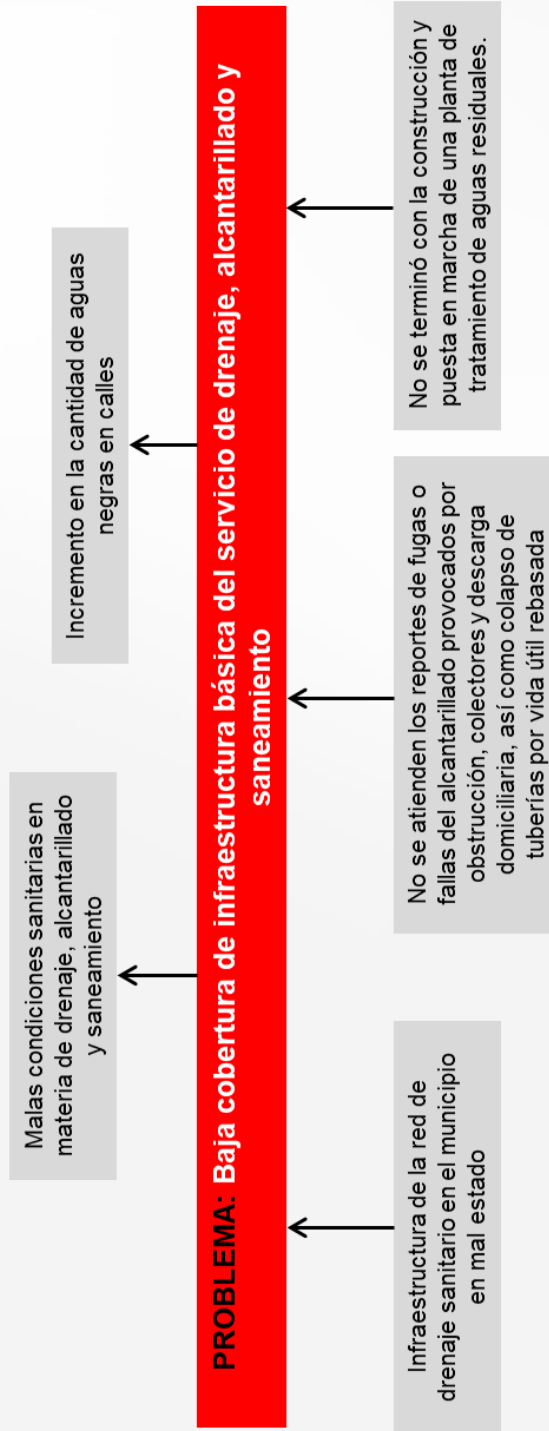 Malas condiciones sanitarias en
materia de drenaje, alcantarillado
y saneamiento
Incremento en la cantidad de aguas
negras en calles
PROBLEMA: Baja cobertura de infraestructura básica del servicio de drenaje, alcantarillado y
saneamiento
Infraestructura de la red de
drenaje sanitario en el municipio
en mal estado
No se atienden los reportes de fugas o
fallas del alcantarillado provocados por
obstrucción, colectores y descarga
domiciliaria, así como colapso de
tuberías por vida útil rebasada
No se terminó con la construcción y
puesta en marcha de una planta de
tratamiento de aguas residuales.